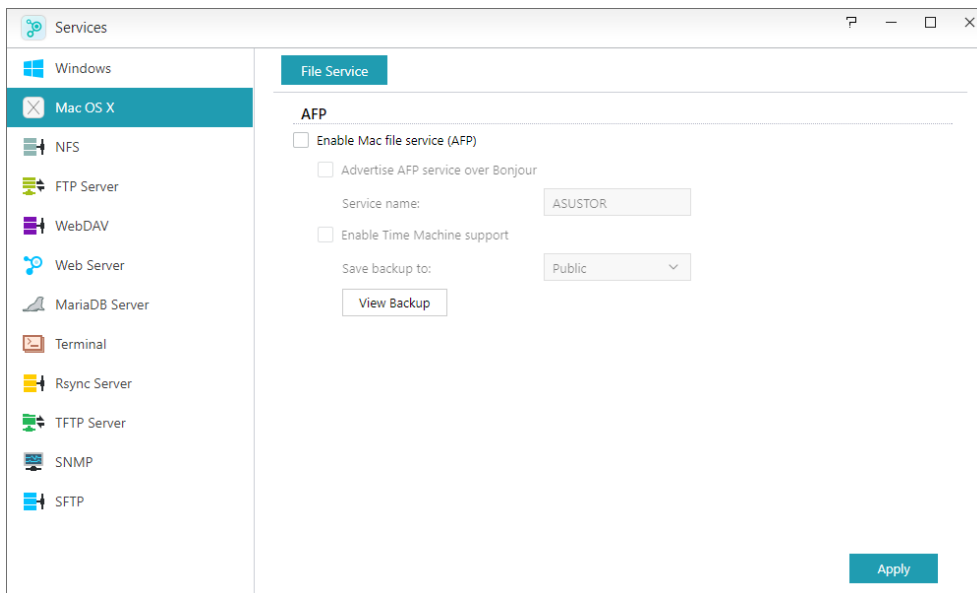 Services
Windows
Mac OS X
NFS
FTP Server
WebDAV
Web Server
MariaDB Server
Terminal
Rsync Server
TFTP Server
SNMP
SFTP
File Service
AFP
Enable Mac file service (AFP)
Advertise AFP service over Bonjour
Service name: ASUSTOR
Enable Time Machine support
Save backup to: Public
View Backup
Apply